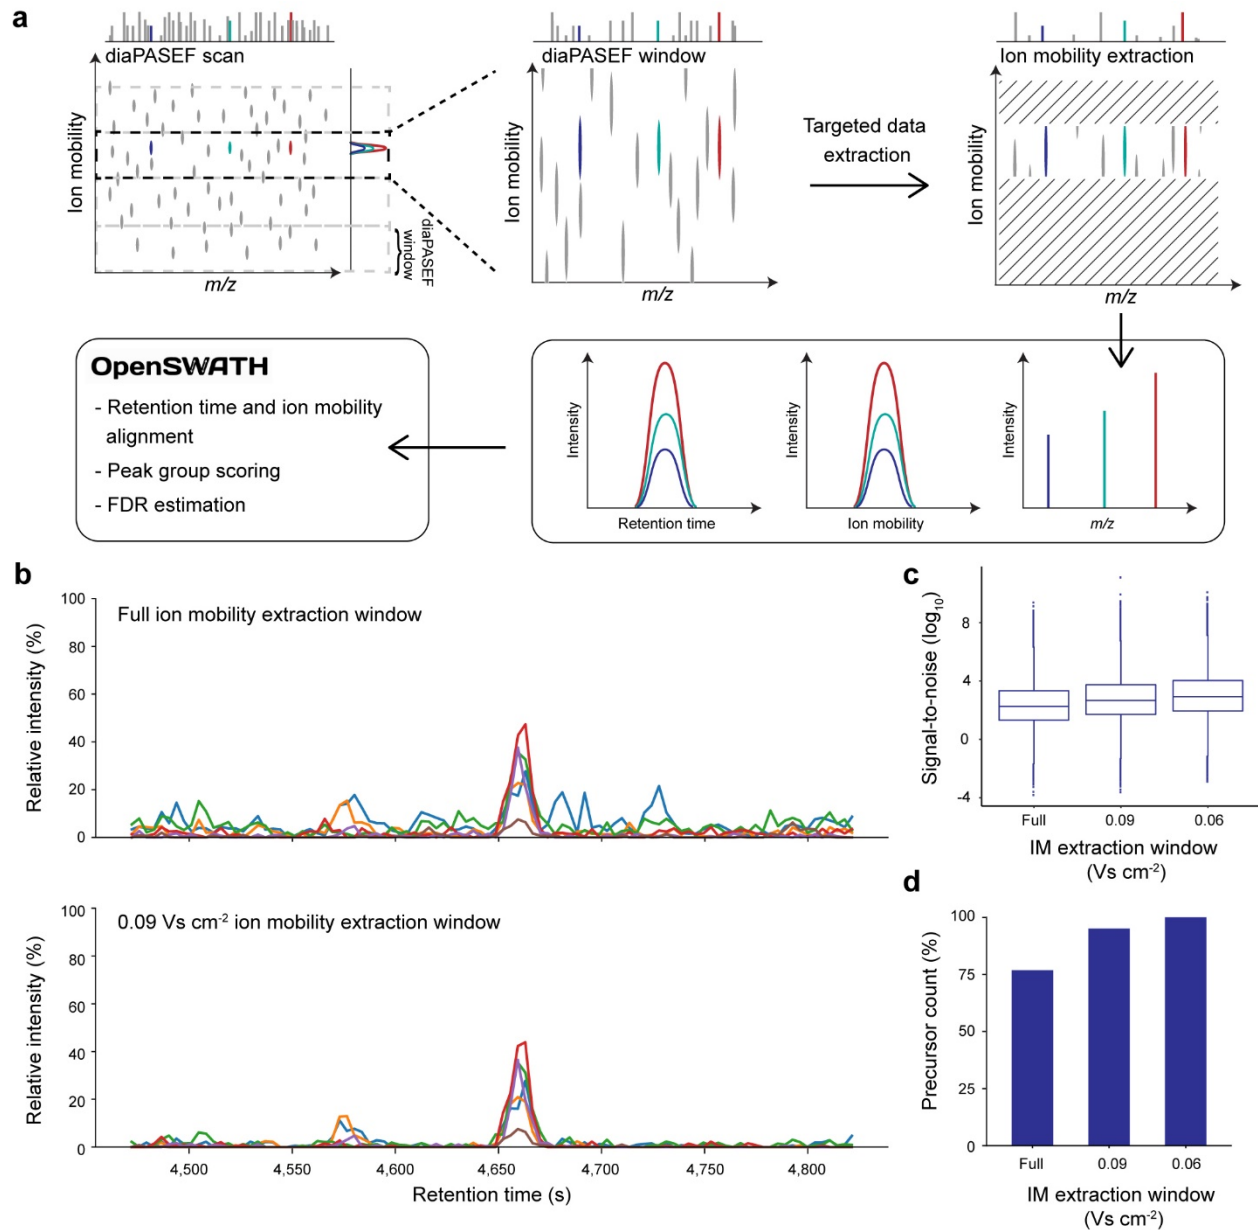 a
diaPASEF scan
Ion mobility
m/z
diaPASEF
window
diaPASEF window
Ion mobility
m/z
Targeted data
extraction
Ion mobility extraction
Ion mobility
m/z
OpenSWATH
- Retention time and ion mobility
alignment
- Peak group scoring
- FDR estimation
Intensity
Retention time
Intensity
Ion mobility
Intensity
m/z
b
Full ion mobility extraction window
Relative intensity (%)
100
80
60
40
20
0
0.09 Vs cm⁻² ion mobility extraction window
Relative intensity (%)
100
80
60
40
20
0
4,500 4,550 4,600 4,650 4,700 4,750 4,800
Retention time (s)
c
Signal-to-noise (log₁₀)
8
4
0
-4
Full 0.09 0.06
IM extraction window
(Vs cm⁻²)
d
Precursor count (%)
100
75
50
25
0
Full 0.09 0.06
IM extraction window
(Vs cm⁻²)